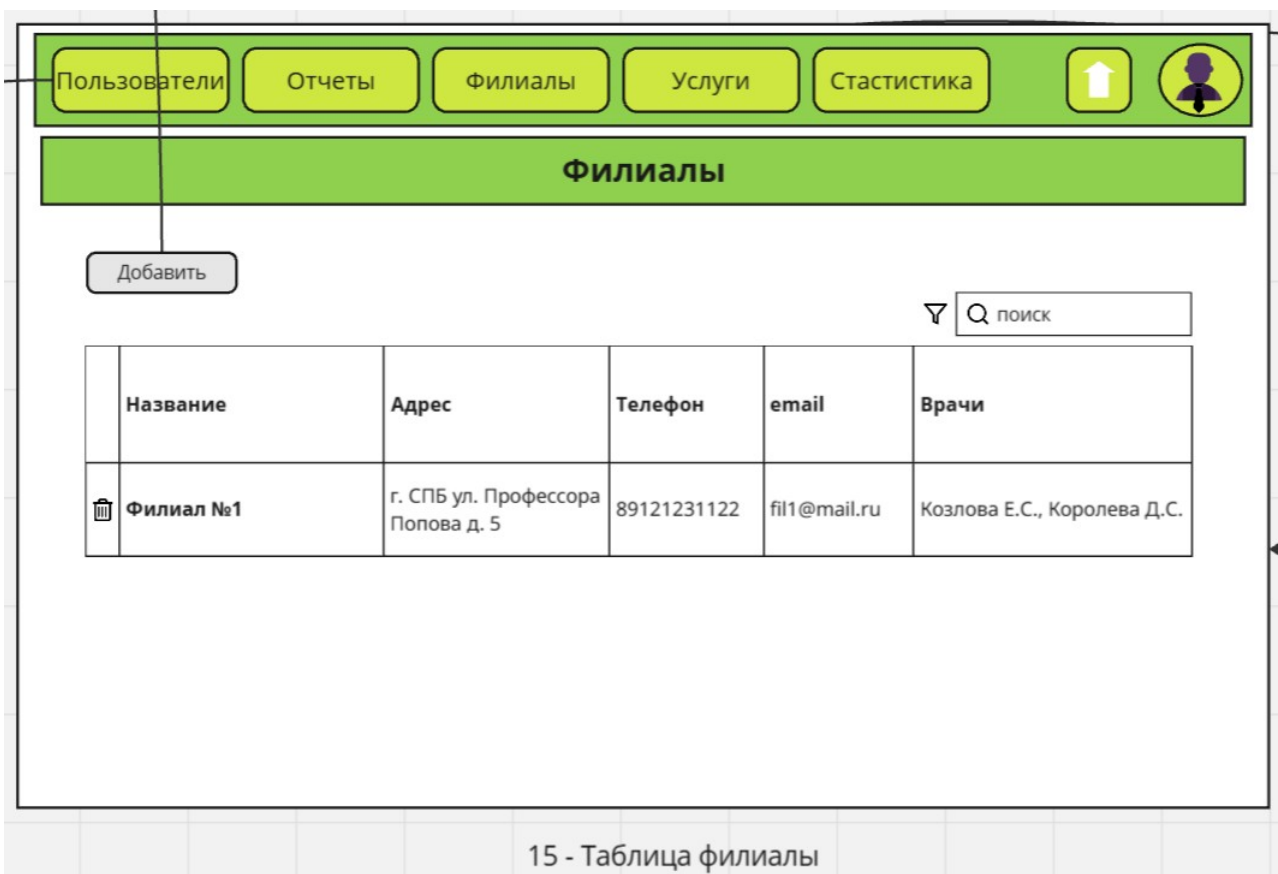 Пользователи Отчеты Филиалы Услуги Стастистика
Филиалы
Добавить
поиск
Название Адрес Телефон email Врачи
Филиал №1 г. СПБ ул. Профессора Попова д. 5 89121231122 fil1@mail.ru Козлова Е.С., Королева Д.С.
15 - Таблица филиалы